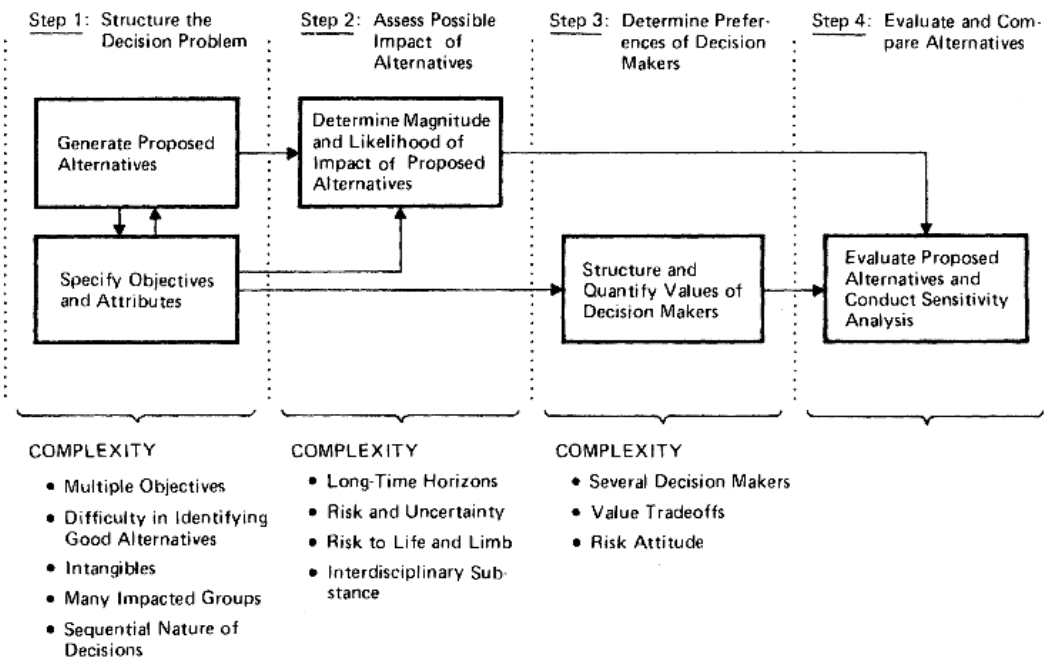 Step 1: Structure the
Decision Problem
Step 2: Assess Possible
Impact of
Alternatives
Step 3: Determine Prefer-
ences of Decision
Makers
Step 4: Evaluate and Com-
pare Alternatives
Generate Proposed
Alternatives
Determine Magnitude
and Likelihood of
Impact of Proposed
Alternatives
Specify Objectives
and Attributes
Structure and
Quantify Values of
Decision Makers
Evaluate Proposed
Alternatives and
Conduct Sensitivity
Analysis
COMPLEXITY
• Multiple Objectives
• Difficulty in Identifying
Good Alternatives
• Intangibles
• Many Impacted Groups
• Sequential Nature of
Decisions
COMPLEXITY
• Long-Time Horizons
• Risk and Uncertainty
• Risk to Life and Limb
• Interdisciplinary Sub-
stance
COMPLEXITY
• Several Decision Makers
• Value Tradeoffs
• Risk Attitude